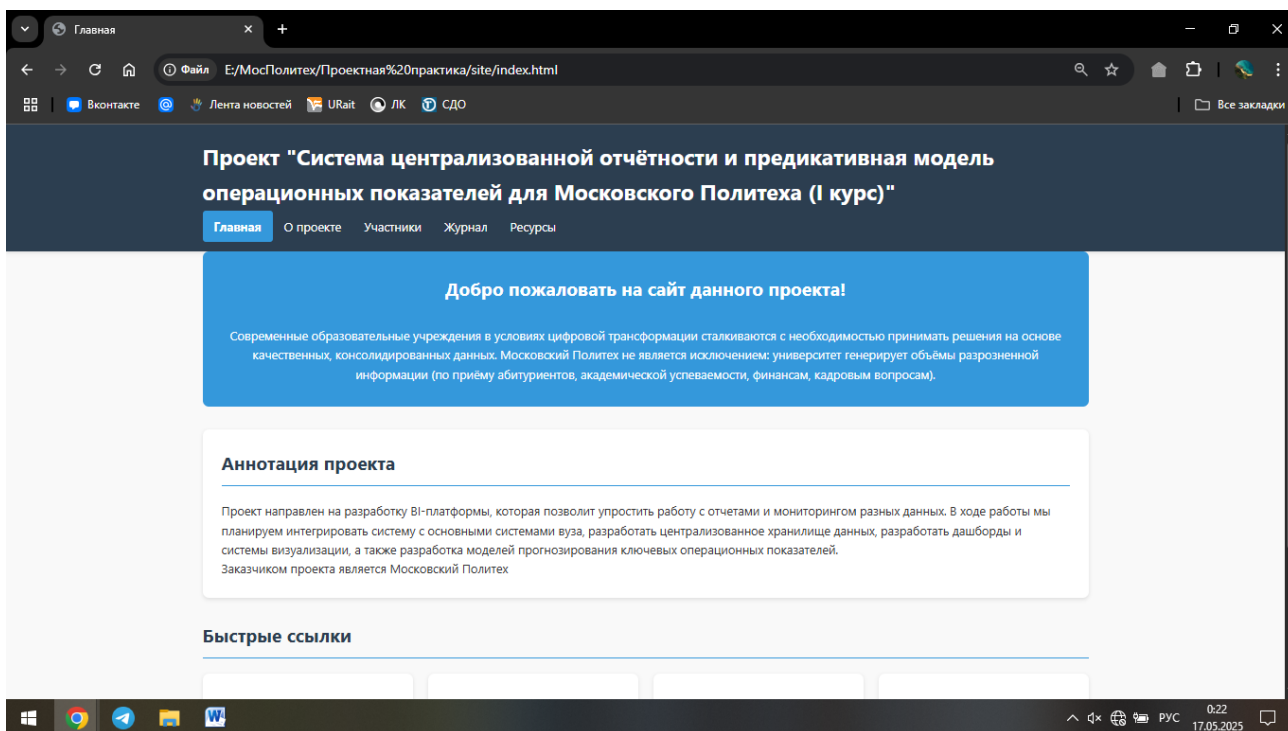 Главная
Файл E:/МосПолитех/Проектная%20практика/site/index.html
Вконтакте Лента новостей URait ЛК СДО Все закладки
Проект "Система централизованной отчётности и предикативная модель
операционных показателей для Московского Политеха (I курс)"
Главная О проекте Участники Журнал Ресурсы
Добро пожаловать на сайт данного проекта!
Современные образовательные учреждения в условиях цифровой трансформации сталкиваются с необходимостью принимать решения на основе
качественных, консолидированных данных. Московский Политех не является исключением: университет генерирует объёмы разрозненной
информации (по приёму абитуриентов, академической успеваемости, финансам, кадровым вопросам).
Аннотация проекта
Проект направлен на разработку BI-платформы, которая позволит упростить работу с отчетами и мониторингом разных данных. В ходе работы мы
планируем интегрировать систему с основными системами вуза, разработать централизованное хранилище данных, разработать дашборды и
системы визуализации, а также разработка моделей прогнозирования ключевых операционных показателей.
Заказчиком проекта является Московский Политех
Быстрые ссылки
РУС 0:22
17.05.2025